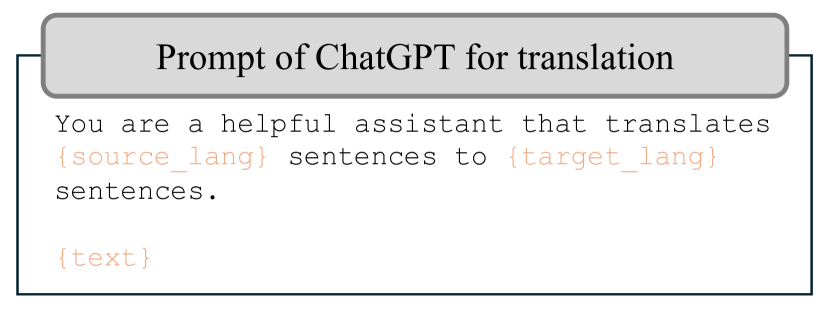 Prompt of ChatGPT for translation
You are a helpful assistant that translates
{source_lang} sentences to {target_lang}
sentences.
{text}